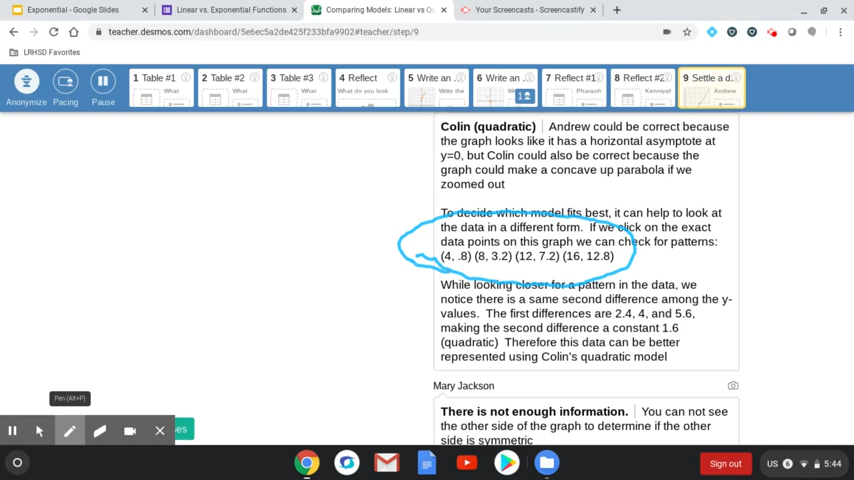 Exponential - Google Slides
Linear vs. Exponential Functions
Comparing Models: Linear vs Qu
Your Screencasts - Screencastify
teacher.desmos.com/dashboard/5e6ec5a2de425f233bfa9902#teacher/step/9
LRHSD Favorites
Anonymize
Pacing
Pause
1 Table #1
What
2 Table #2
What
3 Table #3
What
4 Reflect
What do you look
5 Write an ...
Write the
6 Write an ...
1
7 Reflect #1
Pharaoh
8 Reflect #2
Kenniyah
9 Settle a d...
Andrew
Colin (quadratic) | Andrew could be correct because
the graph looks like it has a horizontal asymptote at
y=0, but Colin could also be correct because the
graph could make a concave up parabola if we
zoomed out
To decide which model fits best, it can help to look at
the data in a different form. If we click on the exact
data points on this graph we can check for patterns:
(4, .8) (8, 3.2) (12, 7.2) (16, 12.8)
While looking closer for a pattern in the data, we
notice there is a same second difference among the y-
values. The first differences are 2.4, 4, and 5.6,
making the second difference a constant 1.6
(quadratic) Therefore this data can be better
represented using Colin's quadratic model
Mary Jackson
There is not enough information. | You can not see
the other side of the graph to determine if the other
side is symmetric
Pen (Alt+P)
ses
Sign out
US 6 5:44